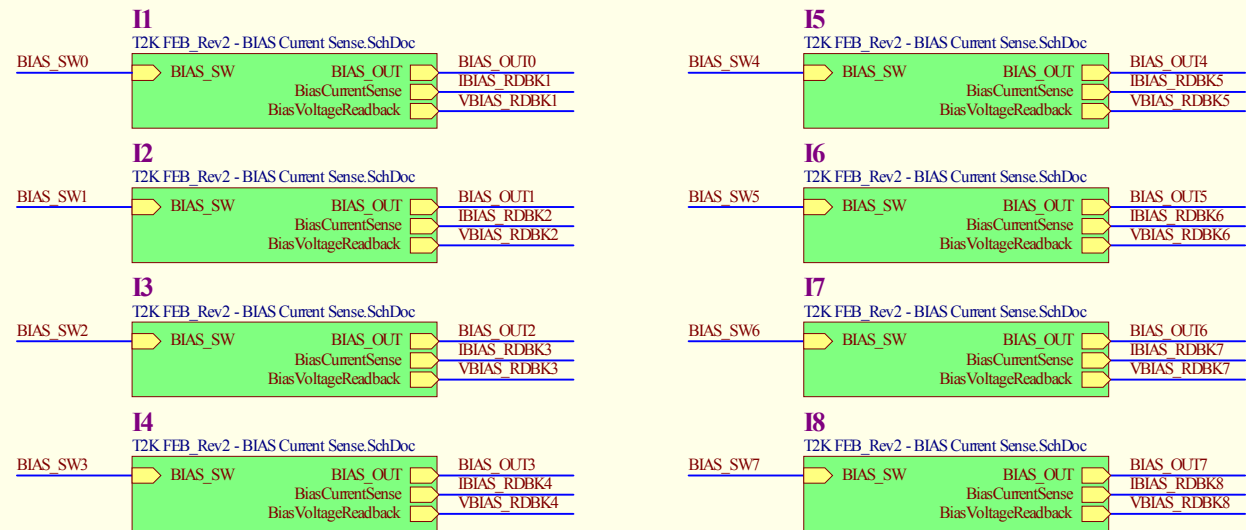 I1
T2K FEB_Rev2 - BIAS Current Sense.SchDoc
BIAS_SW0 BIAS_SW BIAS_OUT BIAS_OUT0
BiasCurrentSense IBIAS_RDBK1
BiasVoltageReadback VBIAS_RDBK1
I2
T2K FEB_Rev2 - BIAS Current Sense.SchDoc
BIAS_SW1 BIAS_SW BIAS_OUT BIAS_OUT1
BiasCurrentSense IBIAS_RDBK2
BiasVoltageReadback VBIAS_RDBK2
I3
T2K FEB_Rev2 - BIAS Current Sense.SchDoc
BIAS_SW2 BIAS_SW BIAS_OUT BIAS_OUT2
BiasCurrentSense IBIAS_RDBK3
BiasVoltageReadback VBIAS_RDBK3
I4
T2K FEB_Rev2 - BIAS Current Sense.SchDoc
BIAS_SW3 BIAS_SW BIAS_OUT BIAS_OUT3
BiasCurrentSense IBIAS_RDBK4
BiasVoltageReadback VBIAS_RDBK4
I5
T2K FEB_Rev2 - BIAS Current Sense.SchDoc
BIAS_SW4 BIAS_SW BIAS_OUT BIAS_OUT4
BiasCurrentSense IBIAS_RDBK5
BiasVoltageReadback VBIAS_RDBK5
I6
T2K FEB_Rev2 - BIAS Current Sense.SchDoc
BIAS_SW5 BIAS_SW BIAS_OUT BIAS_OUT5
BiasCurrentSense IBIAS_RDBK6
BiasVoltageReadback VBIAS_RDBK6
I7
T2K FEB_Rev2 - BIAS Current Sense.SchDoc
BIAS_SW6 BIAS_SW BIAS_OUT BIAS_OUT6
BiasCurrentSense IBIAS_RDBK7
BiasVoltageReadback VBIAS_RDBK7
I8
T2K FEB_Rev2 - BIAS Current Sense.SchDoc
BIAS_SW7 BIAS_SW BIAS_OUT BIAS_OUT7
BiasCurrentSense IBIAS_RDBK8
BiasVoltageReadback VBIAS_RDBK8